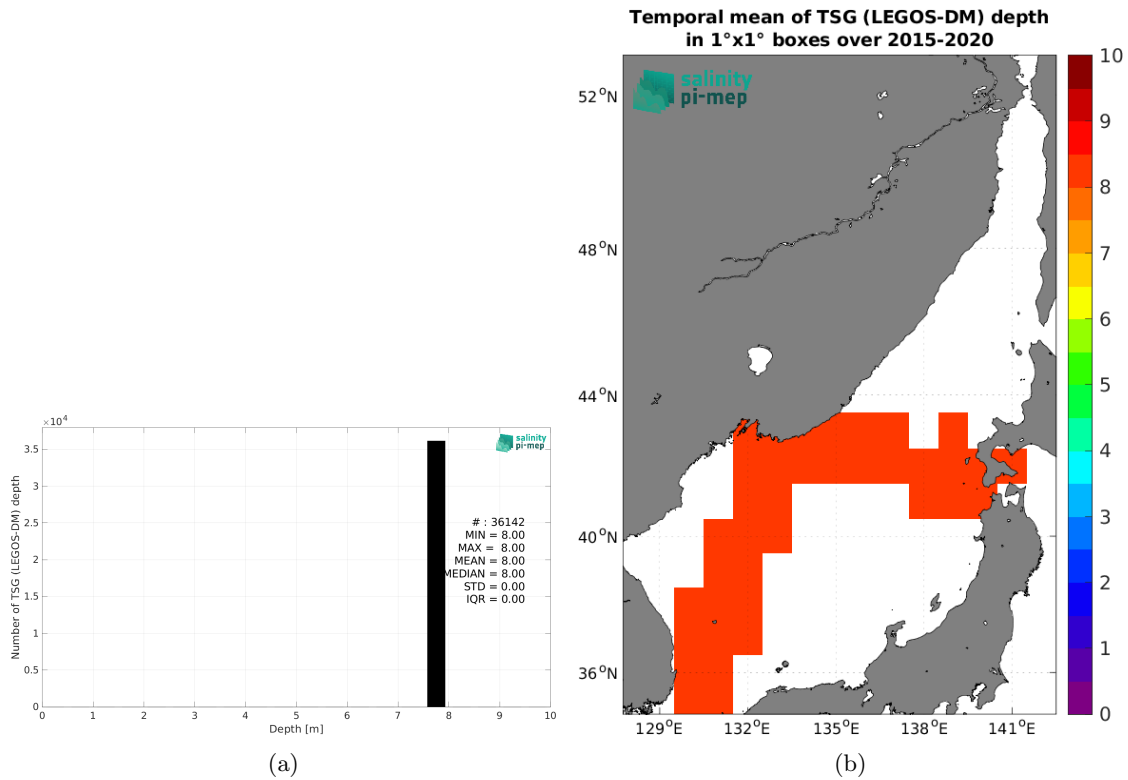 ×10^4
3.5
3
2.5
2
1.5
1
0.5
0
0 1 2 3 4 5 6 7 8 9 10
Number of TSG (LEGOS-DM) depth
Depth [m]
salinity
pi-mep
# : 36142
MIN = 8.00
MAX = 8.00
MEAN = 8.00
MEDIAN = 8.00
STD = 0.00
IQR = 0.00
(a)
Temporal mean of TSG (LEGOS-DM) depth
in 1°x1° boxes over 2015-2020
salinity
pi-mep
52°N
48°N
44°N
40°N
36°N
129°E 132°E 135°E 138°E 141°E
10
9
8
7
6
5
4
3
2
1
0
(b)